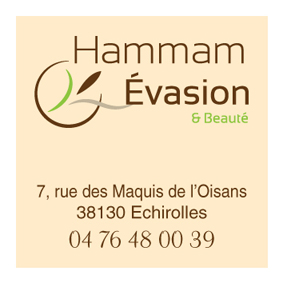 Hammam
Évasion
& Beauté
7, rue des Maquis de l'Oisans
38130 Echirolles
04 76 48 00 39